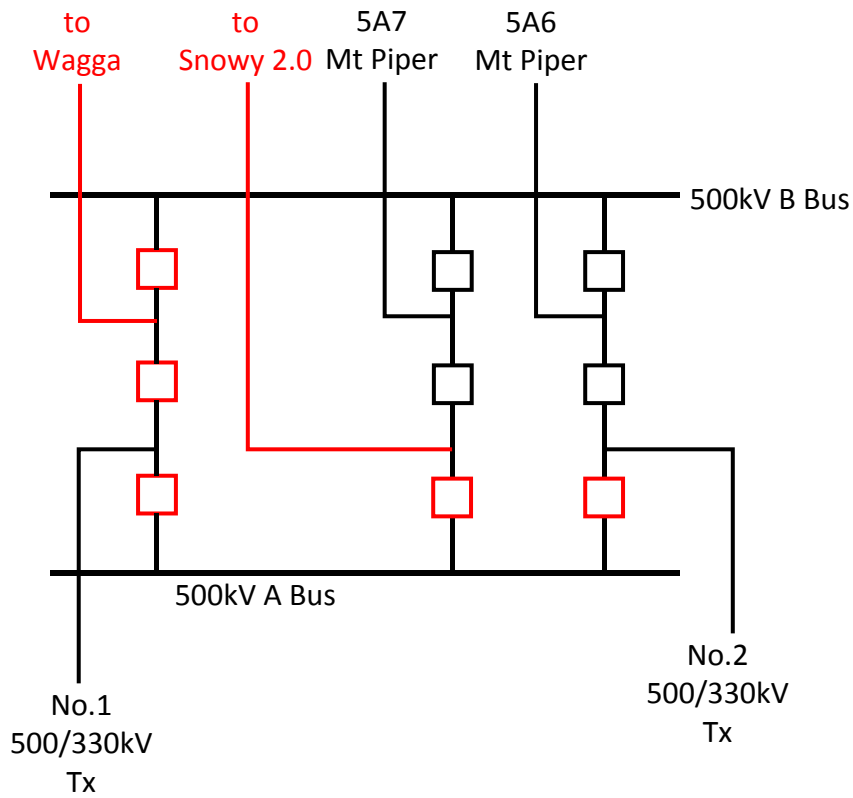 to
Wagga
to
Snowy 2.0
5A7
Mt Piper
5A6
Mt Piper
500kV B Bus
500kV A Bus
No.1
500/330kV
Tx
No.2
500/330kV
Tx